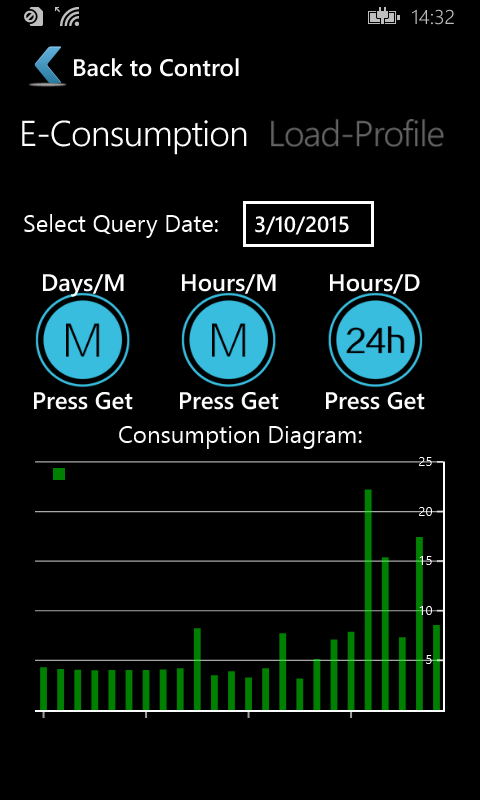 14:32
Back to Control
E-Consumption Load-Profile
Select Query Date: 3/10/2015
Days/M Hours/M Hours/D
M M 24h
Press Get Press Get Press Get
Consumption Diagram:
25
20
15
10
5